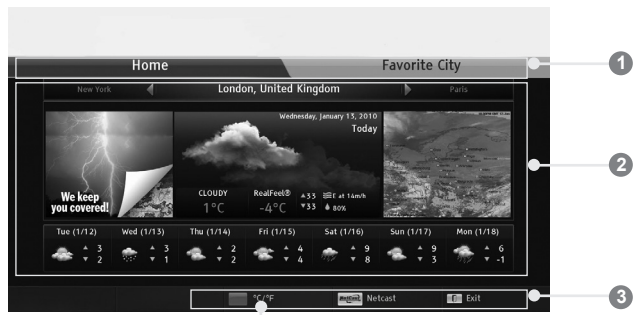 Home
Favorite City
1
New York
London, United Kingdom
Paris
2
Wednesday, January 13, 2010
Today
We keep
you covered!
CLOUDY
1°C
RealFeel®
-4°C
▲33 E at 14m/h
▼33 80%
Tue (1/12)
▲ 3
▼ 2
Wed (1/13)
▲ 3
▼ 1
Thu (1/14)
▲ 2
▼ 2
Fri (1/15)
▲ 4
▼ 4
Sat (1/16)
▲ 9
▼ 8
Sun (1/17)
▲ 9
▼ 3
Mon (1/18)
▲ 6
▼ -1
°C/°F
NetCast
Netcast
Exit
3